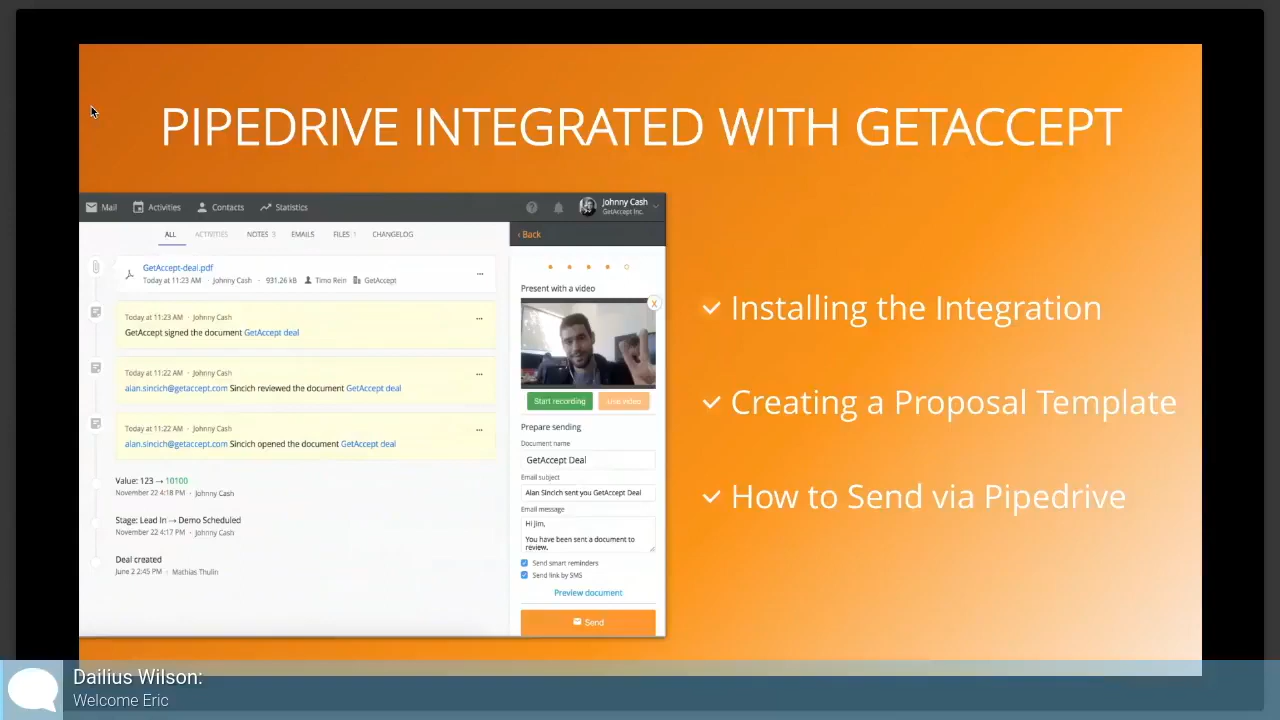 PIPEDRIVE INTEGRATED WITH GETACCEPT
Mail Activities Contacts Statistics
Johnny Cash
GetAccept Inc.
ALL ACTIVITIES NOTES 3 EMAILS FILES 1 CHANGELOG
‹ Back
GetAccept-deal.pdf
Today at 11:23 AM · Johnny Cash · 931.26 kB Timo Rein GetAccept
Today at 11:23 AM · Johnny Cash
GetAccept signed the document GetAccept deal
Today at 11:22 AM · Johnny Cash
alan.sincich@getaccept.com Sincich reviewed the document GetAccept deal
Today at 11:22 AM · Johnny Cash
alan.sincich@getaccept.com Sincich opened the document GetAccept deal
Value: 123 → 10100
November 22 4:18 PM · Johnny Cash
Stage: Lead In → Demo Scheduled
November 22 4:17 PM · Johnny Cash
Deal created
June 2 2:45 PM · Mathias Thulin
Present with a video
X
Start recording Live video
Prepare sending
Document name
GetAccept Deal
Email subject
Alan Sincich sent you GetAccept Deal
Email message
Hi Jim,
You have been sent a document to
review.
Send smart reminders
Send link by SMS
Preview document
Send
✓ Installing the Integration
✓ Creating a Proposal Template
✓ How to Send via Pipedrive
Dailius Wilson:
Welcome Eric